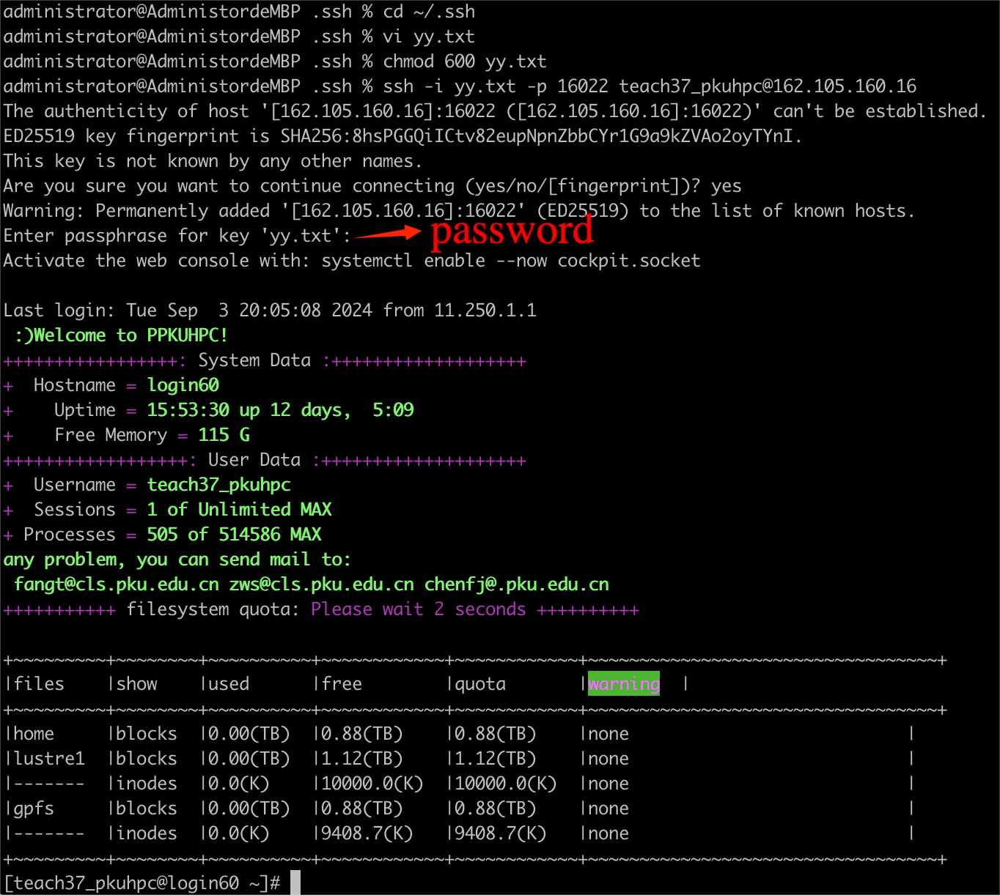 administrator@AdministordeMBP .ssh % cd ~/.ssh
administrator@AdministordeMBP .ssh % vi yy.txt
administrator@AdministordeMBP .ssh % chmod 600 yy.txt
administrator@AdministordeMBP .ssh % ssh -i yy.txt -p 16022 teach37_pkuhpc@162.105.160.16
The authenticity of host '[162.105.160.16]:16022 ([162.105.160.16]:16022)' can't be established.
ED25519 key fingerprint is SHA256:8hsPGGQiICtv82eupNpnZbbCYr1G9a9kZVAo2oyTYnI.
This key is not known by any other names.
Are you sure you want to continue connecting (yes/no/[fingerprint])? yes
Warning: Permanently added '[162.105.160.16]:16022' (ED25519) to the list of known hosts.
Enter passphrase for key 'yy.txt': password
Activate the web console with: systemctl enable --now cockpit.socket

Last login: Tue Sep  3 20:05:08 2024 from 11.250.1.1
 :)Welcome to PPKUHPC!
+++++++++++++++++: System Data :+++++++++++++++++++
+  Hostname = login60
+    Uptime = 15:53:30 up 12 days,  5:09
+    Free Memory = 115 G
++++++++++++++++++: User Data :++++++++++++++++++++
+  Username = teach37_pkuhpc
+  Sessions = 1 of Unlimited MAX
+ Processes = 505 of 514586 MAX
any problem, you can send mail to:
 fangt@cls.pku.edu.cn zws@cls.pku.edu.cn chenfj@.pku.edu.cn
+++++++++++ filesystem quota: Please wait 2 seconds ++++++++++

+~~~~~~~~~+~~~~~~~~+~~~~~~~~~~+~~~~~~~~~~~~+~~~~~~~~~~~~+~~~~~~~~~~~~~~~~~~~~~~~~~~~~~~~~~~+
|files    |show    |used      |free        |quota       |warning  |
+~~~~~~~~~+~~~~~~~~+~~~~~~~~~~+~~~~~~~~~~~~+~~~~~~~~~~~~+~~~~~~~~~~~~~~~~~~~~~~~~~~~~~~~~~~+
|home     |blocks  |0.00(TB)  |0.88(TB)    |0.88(TB)    |none                           |
|lustre1  |blocks  |0.00(TB)  |1.12(TB)    |1.12(TB)    |none                           |
|-------  |inodes  |0.0(K)    |10000.0(K)  |10000.0(K)  |none                           |
|gpfs     |blocks  |0.00(TB)  |0.88(TB)    |0.88(TB)    |none                           |
|-------  |inodes  |0.0(K)    |9408.7(K)   |9408.7(K)   |none                           |
+~~~~~~~~~+~~~~~~~~+~~~~~~~~~~+~~~~~~~~~~~~+~~~~~~~~~~~~+~~~~~~~~~~~~~~~~~~~~~~~~~~~~~~~~~~+
[teach37_pkuhpc@login60 ~]#